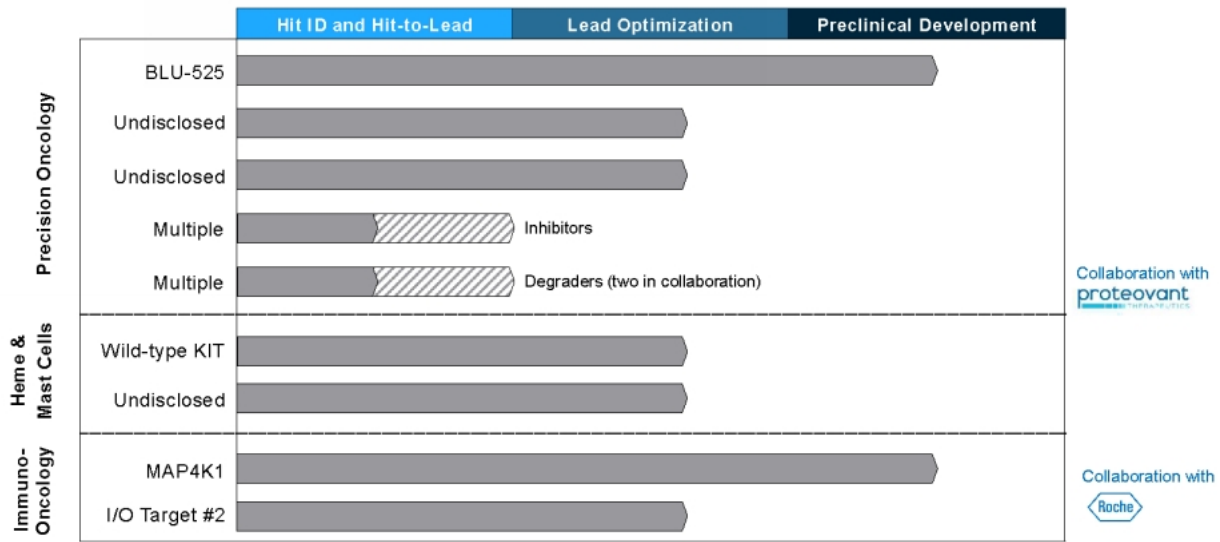 Hit ID and Hit-to-Lead
Lead Optimization
Preclinical Development
Precision Oncology
BLU-525
Undisclosed
Undisclosed
Multiple
Inhibitors
Multiple
Degraders (two in collaboration)
Collaboration with
proteovant
THERAPEUTICS
Heme &
Mast Cells
Wild-type KIT
Undisclosed
Immuno-
Oncology
MAP4K1
I/O Target #2
Collaboration with
Roche